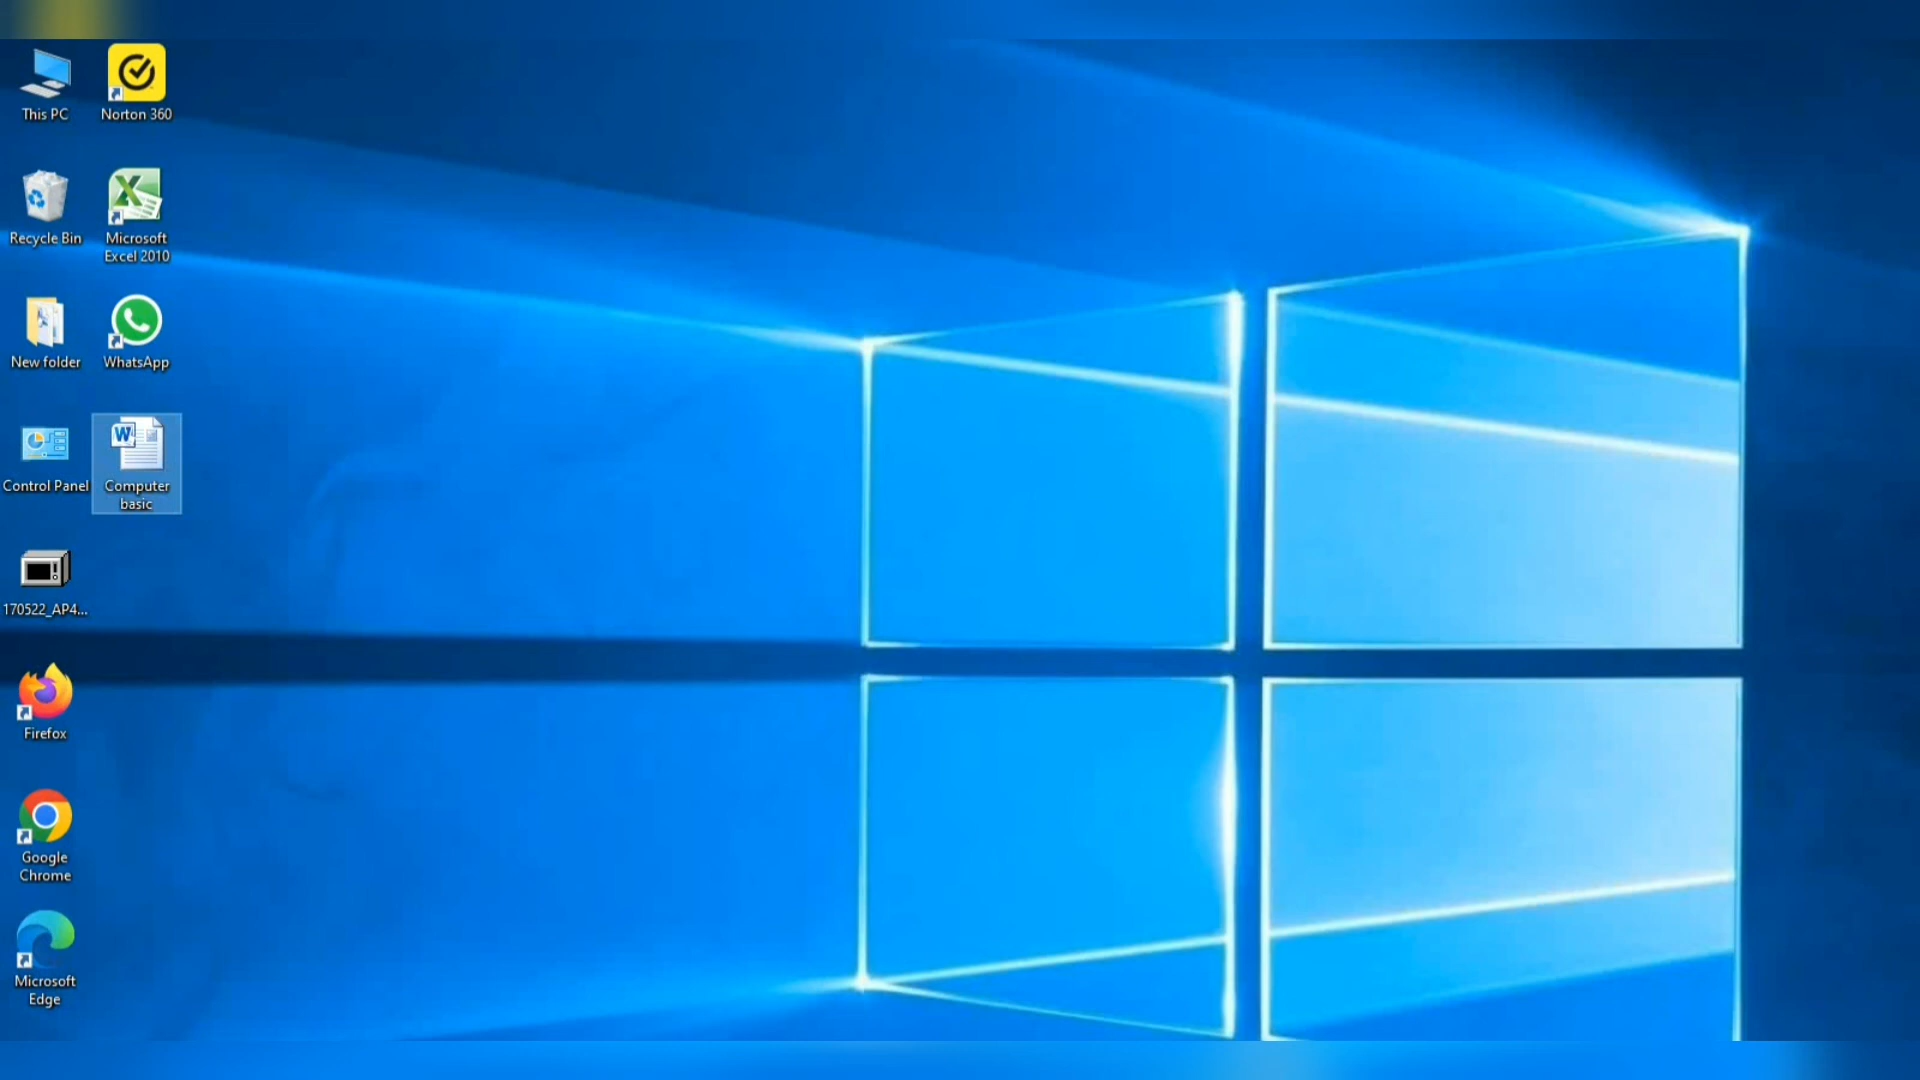 This PC
Norton 360
Recycle Bin
Microsoft
Excel 2010
New folder
WhatsApp
Control Panel
Computer
basic
170522_AP4...
Firefox
Google
Chrome
Microsoft
Edge